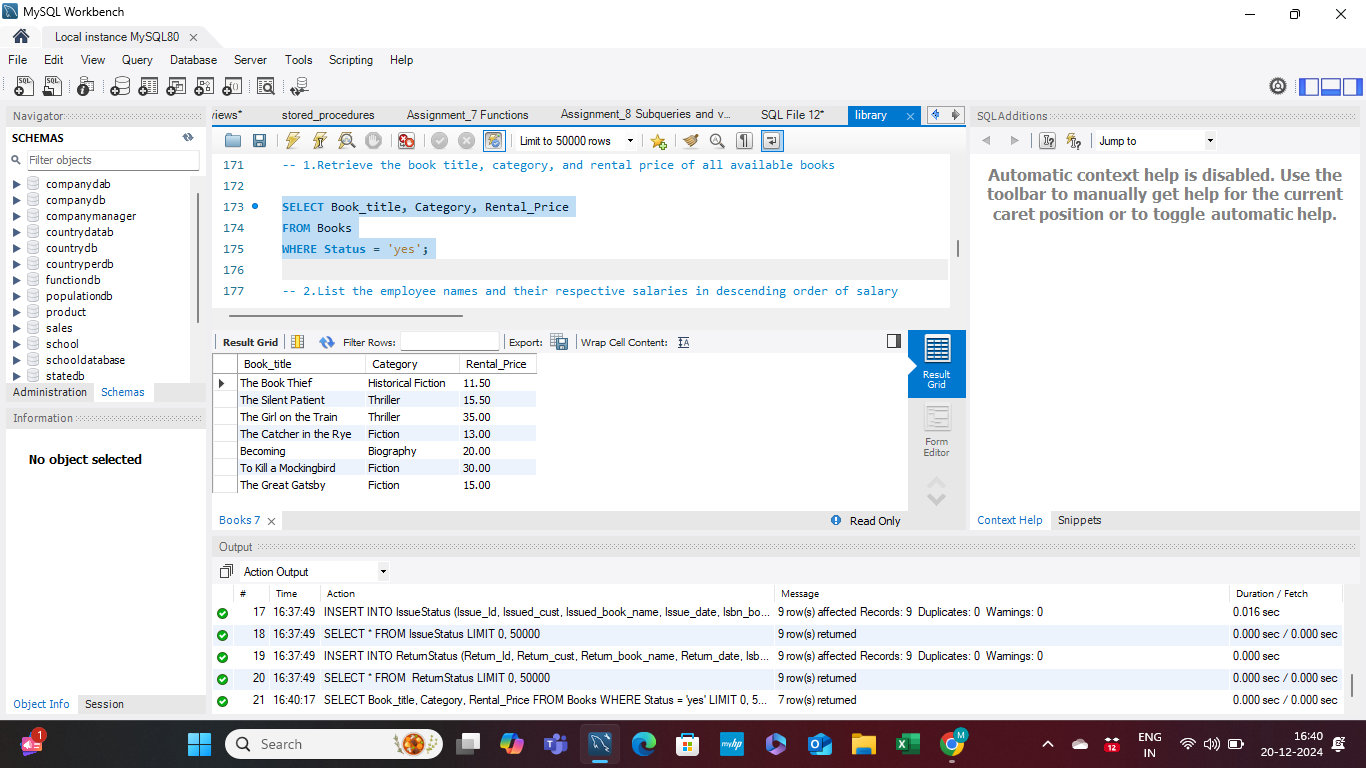 MySQL Workbench
Local instance MySQL80
File Edit View Query Database Server Tools Scripting Help
Navigator
SCHEMAS
Filter objects
companydab
companydb
companymanager
countrydatab
countrydb
countryperdb
functiondb
populationdb
product
sales
school
schooldatabase
statedb
Administration Schemas
Information
No object selected
Object Info Session
iews* stored_procedures Assignment_7 Functions Assignment_8 Subqueries and v... SQL File 12* library
Limit to 50000 rows
171 -- 1.Retrieve the book title, category, and rental price of all available books
172
173 SELECT Book_title, Category, Rental_Price
174 FROM Books
175 WHERE Status = 'yes';
176
177 -- 2.List the employee names and their respective salaries in descending order of salary
Result Grid Filter Rows: Export: Wrap Cell Content:
Book_title Category Rental_Price
The Book Thief Historical Fiction 11.50
The Silent Patient Thriller 15.50
The Girl on the Train Thriller 35.00
The Catcher in the Rye Fiction 13.00
Becoming Biography 20.00
To Kill a Mockingbird Fiction 30.00
The Great Gatsby Fiction 15.00
Result Grid
Form Editor
Books 7 Read Only
SQLAdditions
Jump to
Automatic context help is disabled. Use the
toolbar to manually get help for the current
caret position or to toggle automatic help.
Context Help Snippets
Output
Action Output
# Time Action Message Duration / Fetch
17 16:37:49 INSERT INTO IssueStatus (Issue_Id, Issued_cust, Issued_book_name, Issue_date, Isbn_bo... 9 row(s) affected Records: 9 Duplicates: 0 Warnings: 0 0.016 sec
18 16:37:49 SELECT * FROM IssueStatus LIMIT 0, 50000 9 row(s) returned 0.000 sec / 0.000 sec
19 16:37:49 INSERT INTO ReturnStatus (Return_Id, Return_cust, Return_book_name, Return_date, Isb... 9 row(s) affected Records: 9 Duplicates: 0 Warnings: 0 0.000 sec
20 16:37:49 SELECT * FROM ReturnStatus LIMIT 0, 50000 9 row(s) returned 0.000 sec / 0.000 sec
21 16:40:17 SELECT Book_title, Category, Rental_Price FROM Books WHERE Status = 'yes' LIMIT 0, 5... 7 row(s) returned 0.000 sec / 0.000 sec
1
Search
myhp
M
12
ENG
IN
16:40
20-12-2024